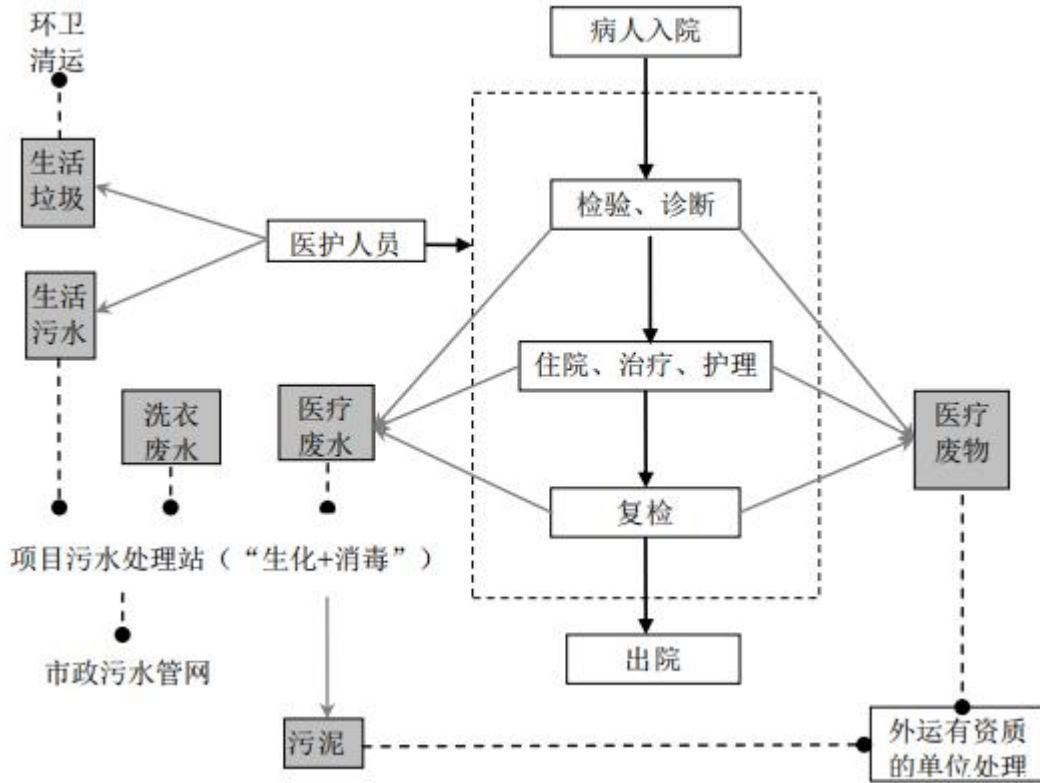 环卫
清运
病人入院
生活
垃圾
检验、诊断
医护人员
生活
污水
住院、治疗、护理
洗衣
废水
医疗
废水
医疗
废物
复检
项目污水处理站（“生化+消毒”）
出院
市政污水管网
污泥
外运有资质
的单位处理